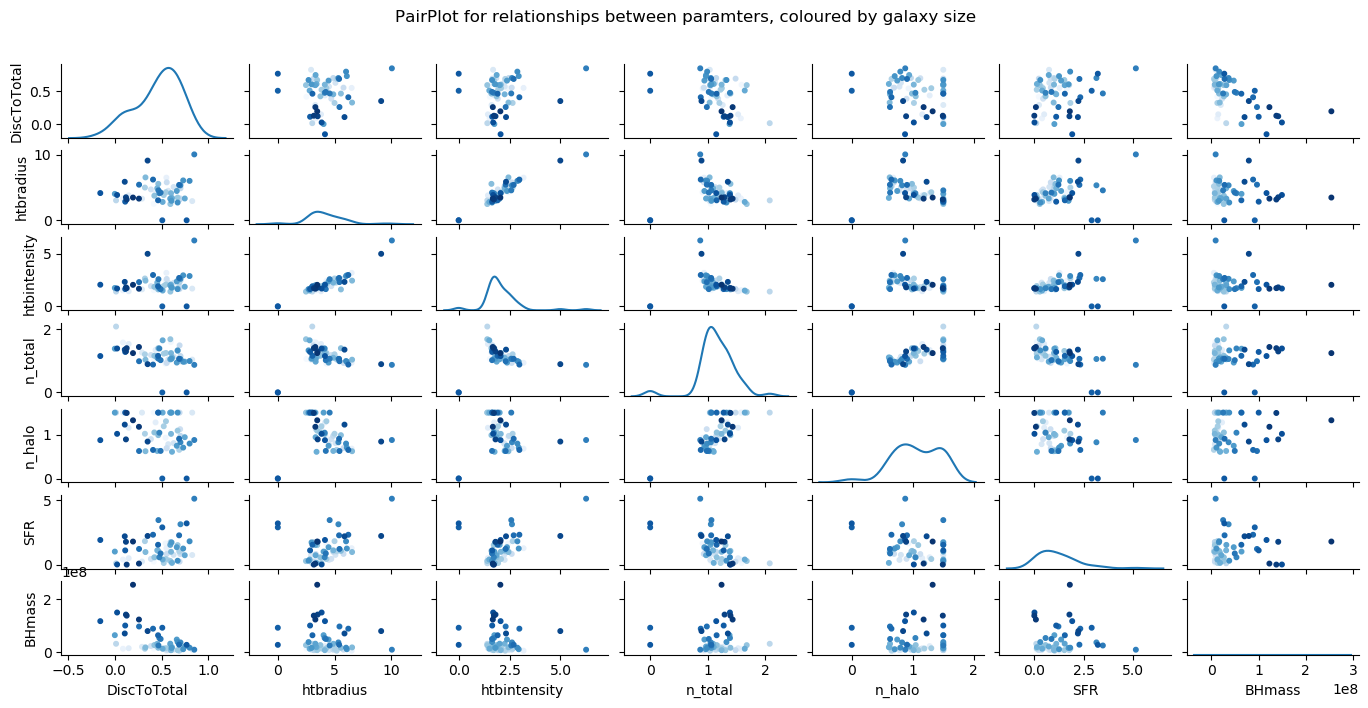 PairPlot for relationships between paramters, coloured by galaxy size
DiscToTotal
0.5
0.0
htbradius
10
0
htbintensity
5
0
n_total
2
0
n_halo
1
0
SFR
5
0
1e8
BHmass
2
0
−0.5 0.0 0.5 1.0 0 5 10 0.0 2.5 5.0 0 1 2 0 1 2 0.0 2.5 5.0 0 1 2 3
1e8
DiscToTotal htbradius htbintensity n_total n_halo SFR BHmass